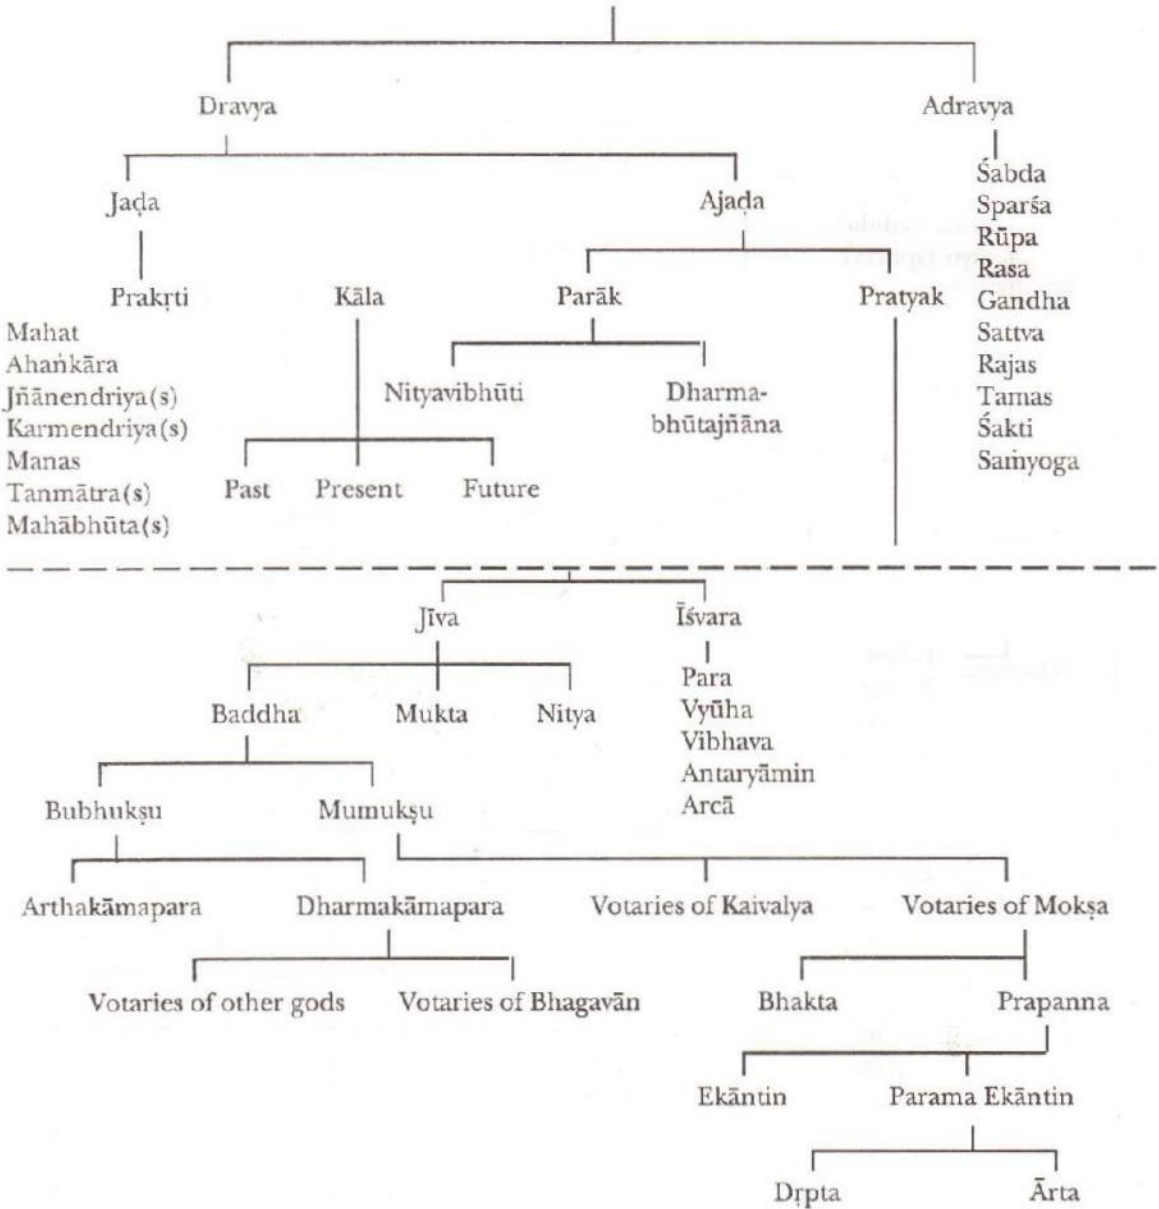 Dravya
Adravya
Jaḍa
Ajaḍa
Śabda
Sparśa
Rūpa
Rasa
Gandha
Sattva
Rajas
Tamas
Śakti
Saṁyoga
Prakṛti
Kāla
Parāk
Pratyak
Mahat
Ahaṅkāra
Jñānendriya(s)
Karmendriya(s)
Manas
Tanmātra(s)
Mahābhūta(s)
Nityavibhūti
Dharma-
bhūtajñāna
Past
Present
Future
Jīva
Īśvara
Para
Vyūha
Vibhava
Antaryāmin
Arcā
Baddha
Mukta
Nitya
Bubhukṣu
Mumukṣu
Arthakāmapara
Dharmakāmapara
Votaries of Kaivalya
Votaries of Mokṣa
Votaries of other gods
Votaries of Bhagavān
Bhakta
Prapanna
Ekāntin
Parama Ekāntin
Dṛpta
Ārta